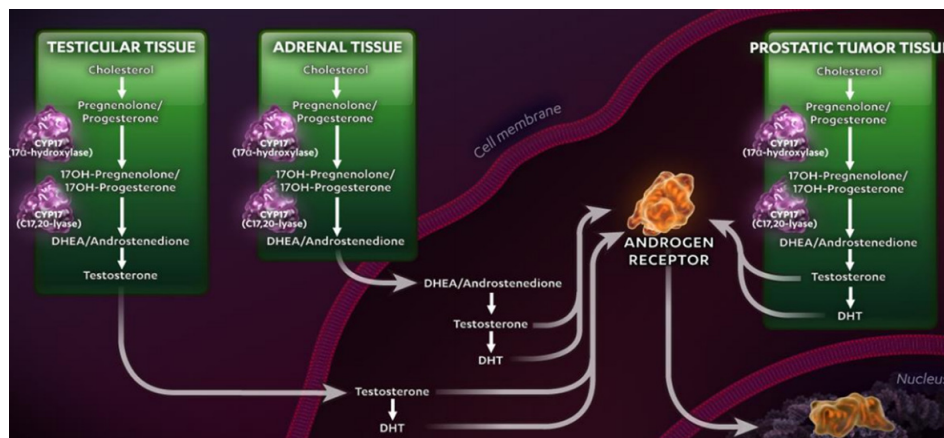 TESTICULAR TISSUE
Cholesterol
Pregnenolone/
Progesterone
CYP17
(17α-hydroxylase)
17OH-Pregnenolone/
17OH-Progesterone
CYP17
(C17,20-lyase)
DHEA/Androstenedione
Testosterone
ADRENAL TISSUE
Cholesterol
Pregnenolone/
Progesterone
CYP17
(17α-hydroxylase)
17OH-Pregnenolone/
17OH-Progesterone
CYP17
(C17,20-lyase)
DHEA/Androstenedione
Cell membrane
DHEA/Androstenedione
Testosterone
DHT
Testosterone
DHT
ANDROGEN
RECEPTOR
PROSTATIC TUMOR TISSU
Cholesterol
Pregnenolone/
Progesterone
CYP17
(17α-hydroxylase)
17OH-Pregnenolone/
17OH-Progesterone
CYP17
(C17,20-lyase)
DHEA/Androstenedione
Testosterone
DHT
Nucleus